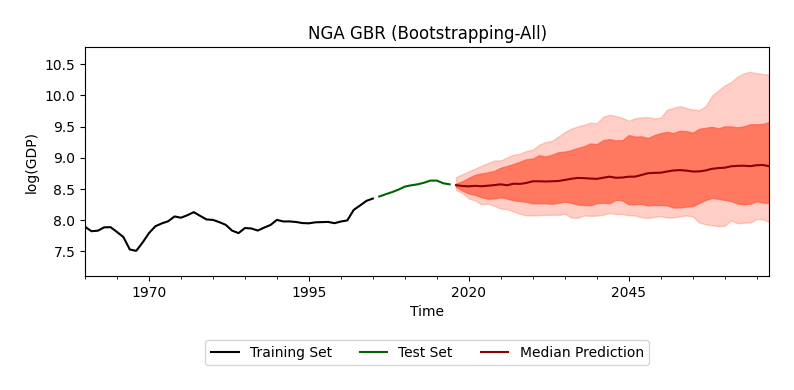 NGA GBR (Bootstrapping-All)
10.5
10.0
9.5
9.0
8.5
8.0
7.5
log(GDP)
1970 1995 2020 2045
Time
Training Set Test Set Median Prediction